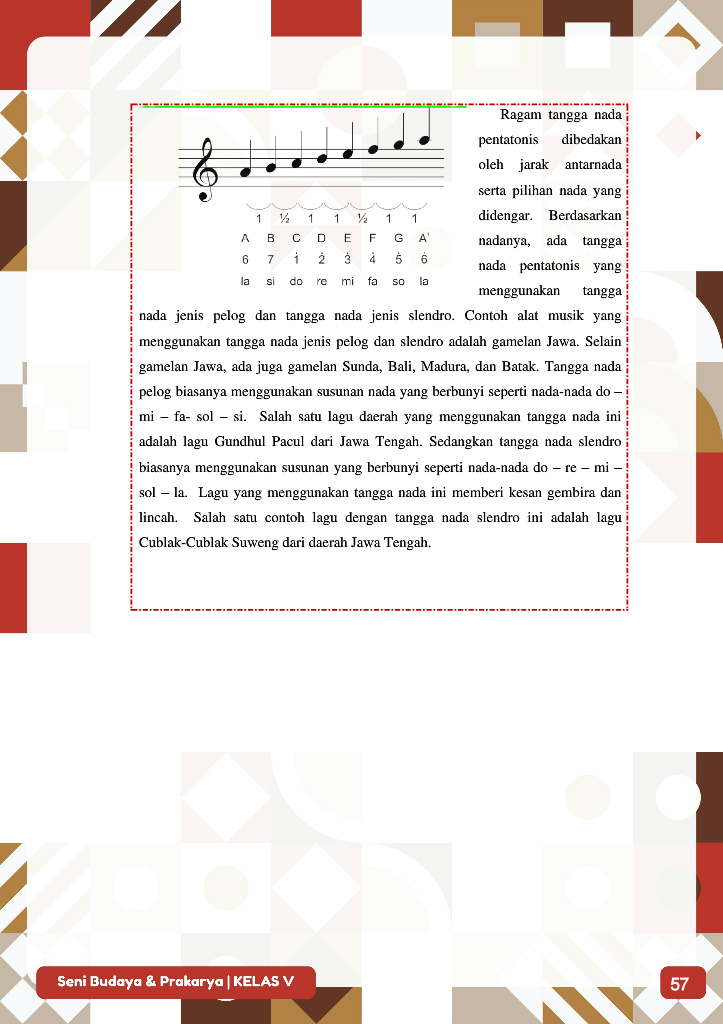 Ragam tangga nada
pentatonis dibedakan
oleh jarak antarnada
serta pilihan nada yang
didengar. Berdasarkan
nadanya, ada tangga
nada pentatonis yang
menggunakan tangga
1 ½ 1 1 ½ 1 1
A B C D E F G A'
6 7 1̇ 2̇ 3̇ 4̇ 5̇ 6̇
la si do re mi fa so la
nada jenis pelog dan tangga nada jenis slendro. Contoh alat musik yang
menggunakan tangga nada jenis pelog dan slendro adalah gamelan Jawa. Selain
gamelan Jawa, ada juga gamelan Sunda, Bali, Madura, dan Batak. Tangga nada
pelog biasanya menggunakan susunan nada yang berbunyi seperti nada-nada do –
mi – fa- sol – si. Salah satu lagu daerah yang menggunakan tangga nada ini
adalah lagu Gundhul Pacul dari Jawa Tengah. Sedangkan tangga nada slendro
biasanya menggunakan susunan yang berbunyi seperti nada-nada do – re – mi –
sol – la. Lagu yang menggunakan tangga nada ini memberi kesan gembira dan
lincah. Salah satu contoh lagu dengan tangga nada slendro ini adalah lagu
Cublak-Cublak Suweng dari daerah Jawa Tengah.
Seni Budaya & Prakarya | KELAS V
57